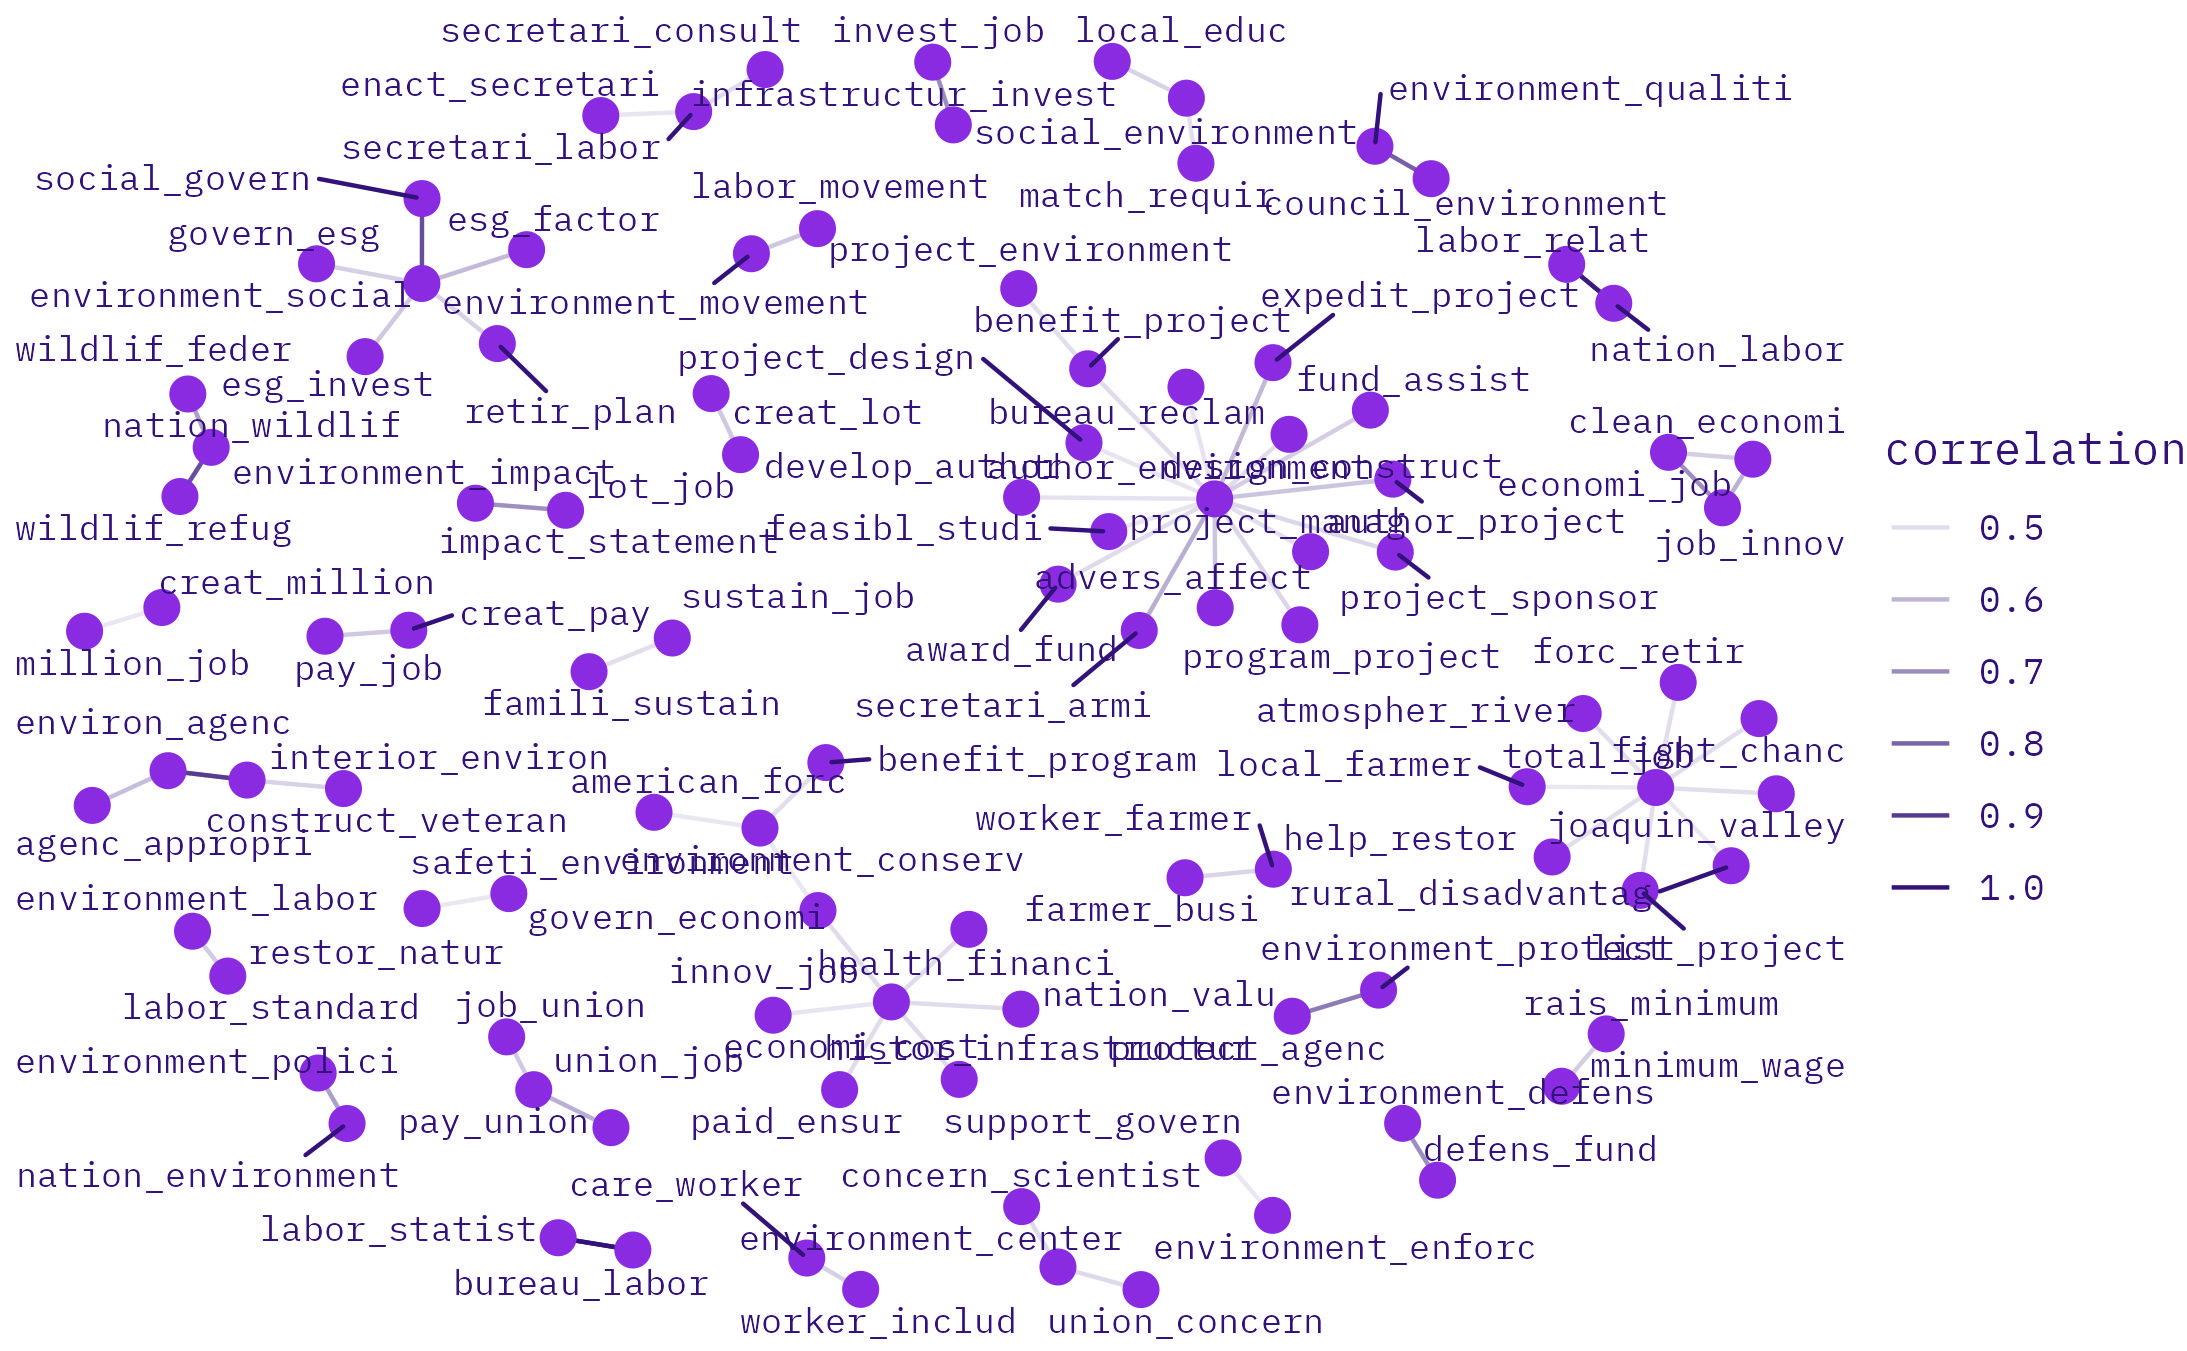 secretari_consult
invest_job
local_educ
enact_secretari
infrastructur_invest
environment_qualiti
secretari_labor
social_environment
social_govern
labor_movement
match_requir
council_environment
govern_esg
esg_factor
project_environment
labor_relat
environment_social
environment_movement
expedit_project
benefit_project
wildlif_feder
project_design
nation_labor
esg_invest
fund_assist
retir_plan
creat_lot
bureau_reclam
nation_wildlif
clean_economi
correlation
environment_impact
develop_author
author_environment
design_construct
lot_job
economi_job
wildlif_refug
impact_statement
feasibl_studi
project_manag
author_project
job_innov
0.5
creat_million
sustain_job
advers_affect
project_sponsor
0.6
creat_pay
million_job
pay_job
award_fund
program_project
forc_retir
0.7
famili_sustain
secretari_armi
atmospher_river
environ_agenc
interior_environ
american_forc
benefit_program
local_farmer
total_job
fight_chanc
0.8
construct_veteran
worker_farmer
help_restor
joaquin_valley
0.9
agenc_appropri
safeti_environment
environment_conserv
environment_labor
govern_economi
farmer_busi
rural_disadvantag
1.0
restor_natur
innov_job
health_financi
environment_protect
list_project
labor_standard
job_union
nation_valu
rais_minimum
environment_polici
union_job
economi_cost
histor_infrastructur
protect_agenc
minimum_wage
pay_union
paid_ensur
support_govern
environment_defens
defens_fund
nation_environment
care_worker
concern_scientist
labor_statist
environment_center
environment_enforc
bureau_labor
worker_includ
union_concern